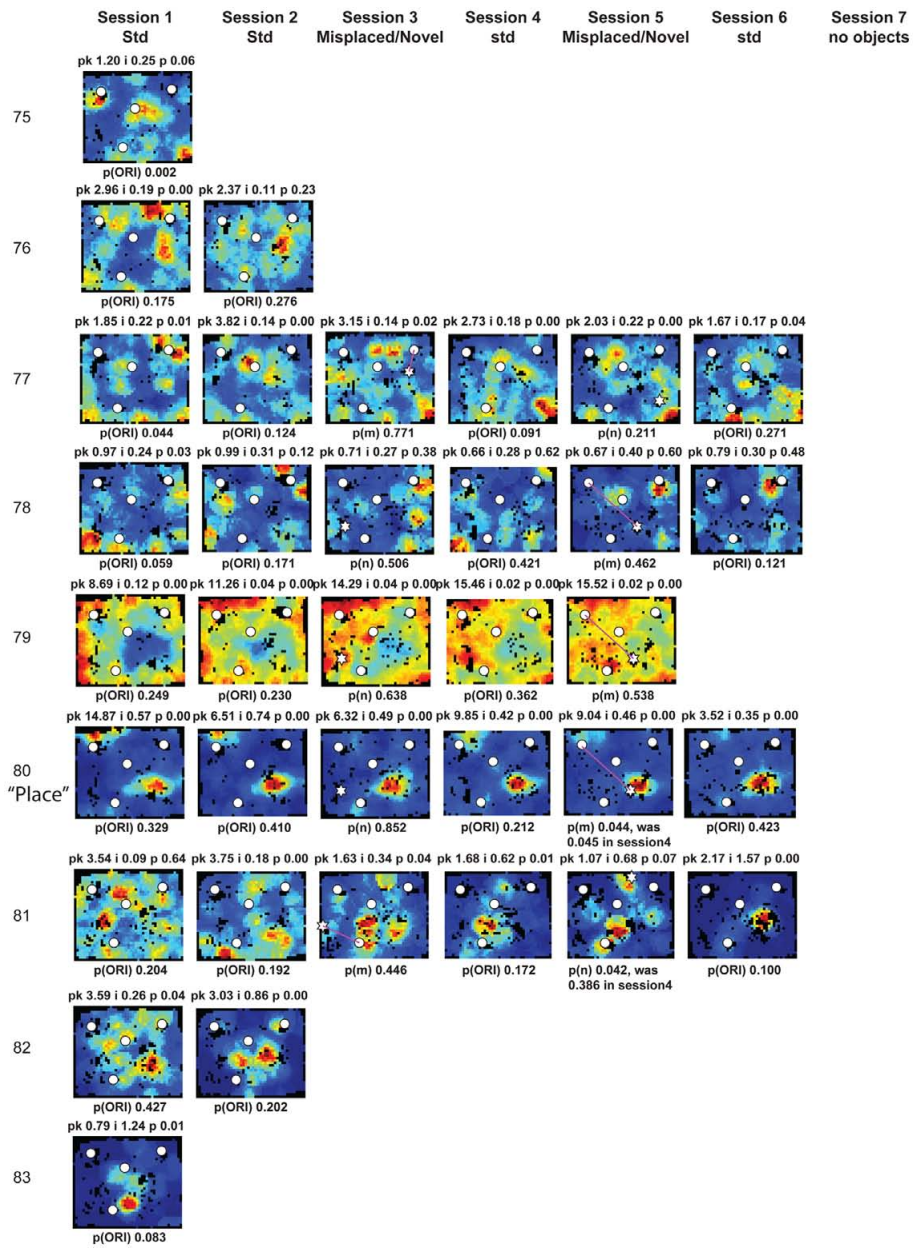 Session 1 Session 2 Session 3 Session 4 Session 5 Session 6 Session 7
Std Std Misplaced/Novel std Misplaced/Novel std no objects
pk 1.20 i 0.25 p 0.06
75
p(ORI) 0.002
pk 2.96 i 0.19 p 0.00 pk 2.37 i 0.11 p 0.23
76
p(ORI) 0.175 p(ORI) 0.276
pk 1.85 i 0.22 p 0.01 pk 3.82 i 0.14 p 0.00 pk 3.15 i 0.14 p 0.02 pk 2.73 i 0.18 p 0.00 pk 2.03 i 0.22 p 0.00 pk 1.67 i 0.17 p 0.04
77
p(ORI) 0.044 p(ORI) 0.124 p(m) 0.771 p(ORI) 0.091 p(n) 0.211 p(ORI) 0.271
pk 0.97 i 0.24 p 0.03 pk 0.99 i 0.31 p 0.12 pk 0.71 i 0.27 p 0.38 pk 0.66 i 0.28 p 0.62 pk 0.67 i 0.40 p 0.60 pk 0.79 i 0.30 p 0.48
78
p(ORI) 0.059 p(ORI) 0.171 p(n) 0.506 p(ORI) 0.421 p(m) 0.462 p(ORI) 0.121
pk 8.69 i 0.12 p 0.00 pk 11.26 i 0.04 p 0.00 pk 14.29 i 0.04 p 0.00 pk 15.46 i 0.02 p 0.00 pk 15.52 i 0.02 p 0.00
79
p(ORI) 0.249 p(ORI) 0.230 p(n) 0.638 p(ORI) 0.362 p(m) 0.538
pk 14.87 i 0.57 p 0.00 pk 6.51 i 0.74 p 0.00 pk 6.32 i 0.49 p 0.00 pk 9.85 i 0.42 p 0.00 pk 9.04 i 0.46 p 0.00 pk 3.52 i 0.35 p 0.00
80
“Place”
p(ORI) 0.329 p(ORI) 0.410 p(n) 0.852 p(ORI) 0.212 p(m) 0.044, was p(ORI) 0.423
0.045 in session4
pk 3.54 i 0.09 p 0.64 pk 3.75 i 0.18 p 0.00 pk 1.63 i 0.34 p 0.04 pk 1.68 i 0.62 p 0.01 pk 1.07 i 0.68 p 0.07 pk 2.17 i 1.57 p 0.00
81
p(ORI) 0.204 p(ORI) 0.192 p(m) 0.446 p(ORI) 0.172 p(n) 0.042, was p(ORI) 0.100
0.386 in session4
pk 3.59 i 0.26 p 0.04 pk 3.03 i 0.86 p 0.00
82
p(ORI) 0.427 p(ORI) 0.202
pk 0.79 i 1.24 p 0.01
83
p(ORI) 0.083